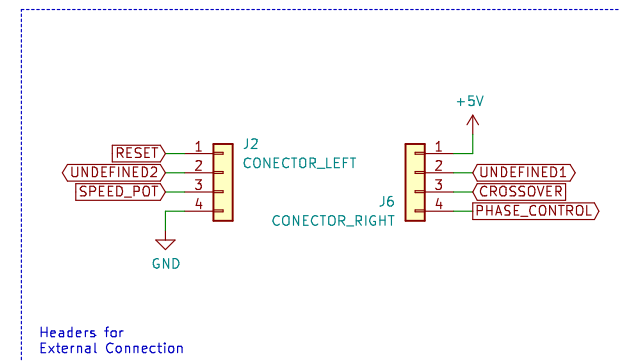 +5V
RESET 1 J2 1
UNDEFINED2 2 CONECTOR_LEFT 2 UNDEFINED1
SPEED_POT 3 3 CROSSOVER
4 J6 4 PHASE_CONTROL
CONECTOR_RIGHT
GND
Headers for
External Connection